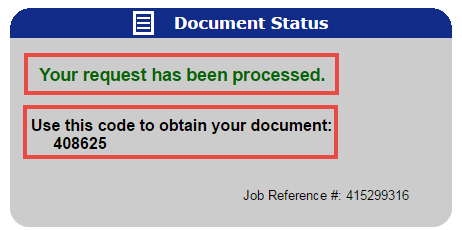 Document Status
Your request has been processed.
Use this code to obtain your document:
408625
Job Reference #: 415299316